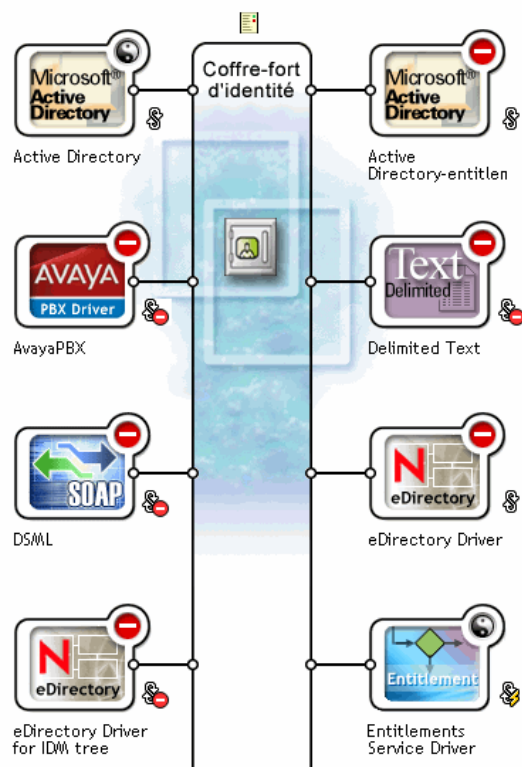 Coffre-fort
d'identité
Microsoft®
Active
Directory
Active Directory
Microsoft®
Active
Directory
Active
Directory-entitlen
AVAYA
PBX Driver
AvayaPBX
Text
Delimited
Delimited Text
SOAP
DSML
N
eDirectory
eDirectory Driver
N
eDirectory
eDirectory Driver
for IDM tree
Entitlement
Entitlements
Service Driver